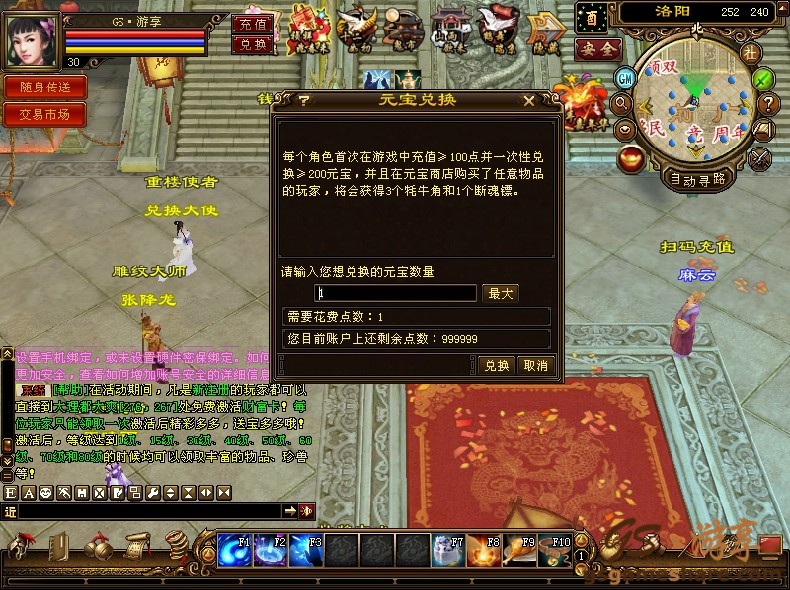 GS·游享
30
充值
兑换
酉
洛阳
252 240
北
安全
社
GM
随身传送
交易市场
自动寻路
元宝兑换
每个角色首次在游戏中充值≥100点并一次性兑
换≥200元宝，并且在元宝商店购买了任意物品
的玩家，将会获得3个牦牛角和1个断魂镖。
请输入您想兑换的元宝数量
1
最大
需要花费点数：1
您目前账户上还剩余点数：999999
兑换
取消
重楼使者
兑换大使
雕纹大师
张降龙
扫码充值
麻云
设置手机绑定，或未设置硬件密保绑定。如何
更加安全，查看如何增加账号安全的详细信息
[帮助]在活动期间，凡是新注册的玩家都可以
直接到大理都大爽[276，267]处免费激活财富卡！每
位玩家只能领取一次激活后精彩多多，送宝多多哦！
激活后，等级达到1级、15级、30级、40级、50级、60
级、70级和80级的时候均可以领取丰富的物品、珍兽
等！
近
F1
F2
F3
F7
F8
F9
F10
1
GS 游享